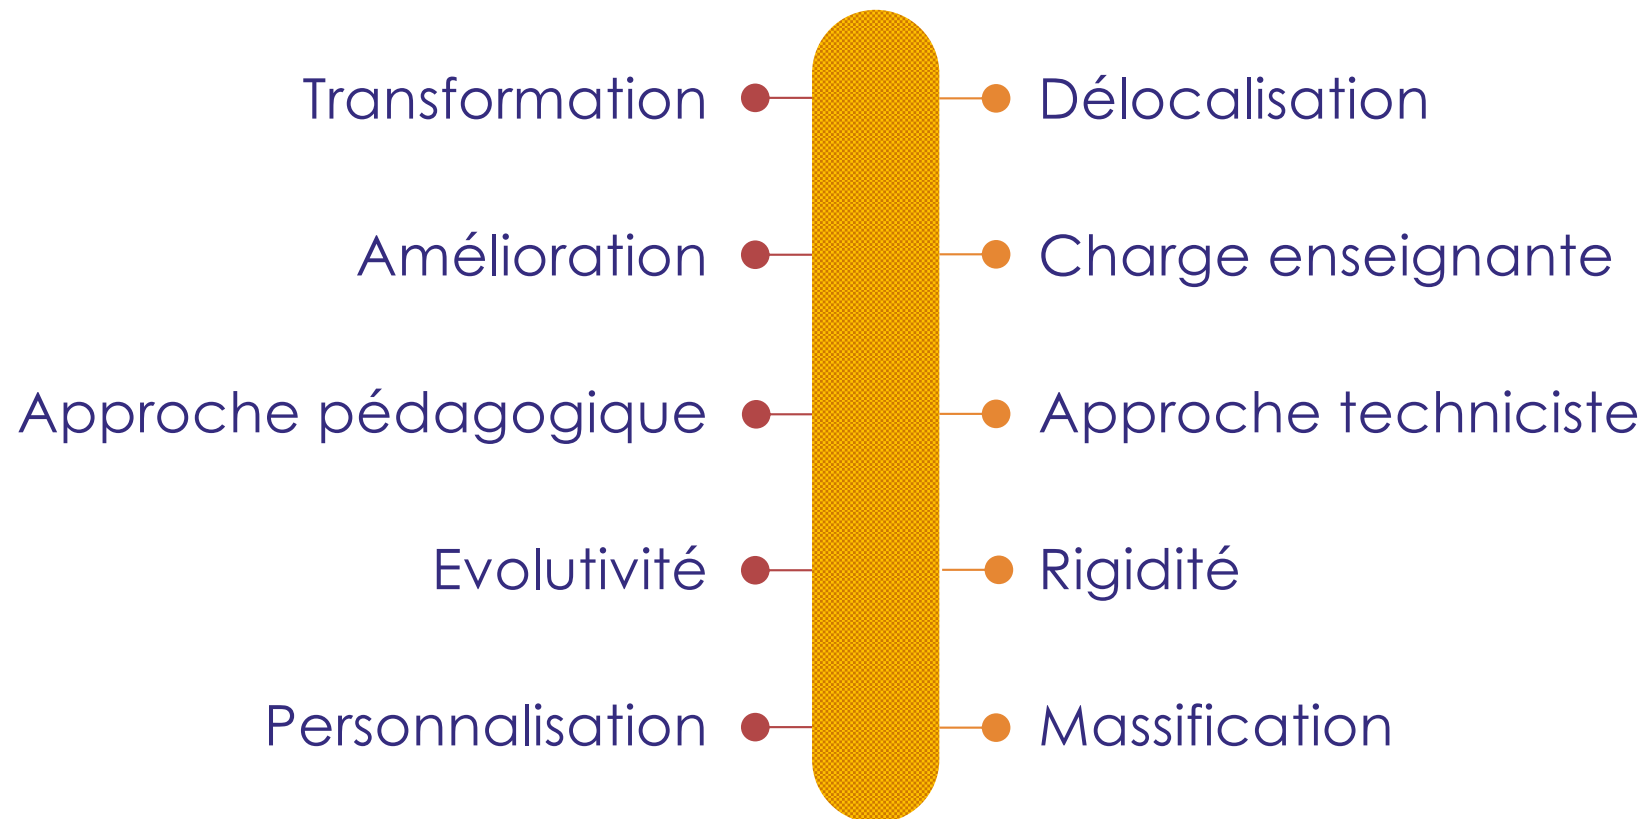 Transformation
Délocalisation
Amélioration
Charge enseignante
Approche pédagogique
Approche techniciste
Evolutivité
Rigidité
Personnalisation
Massification